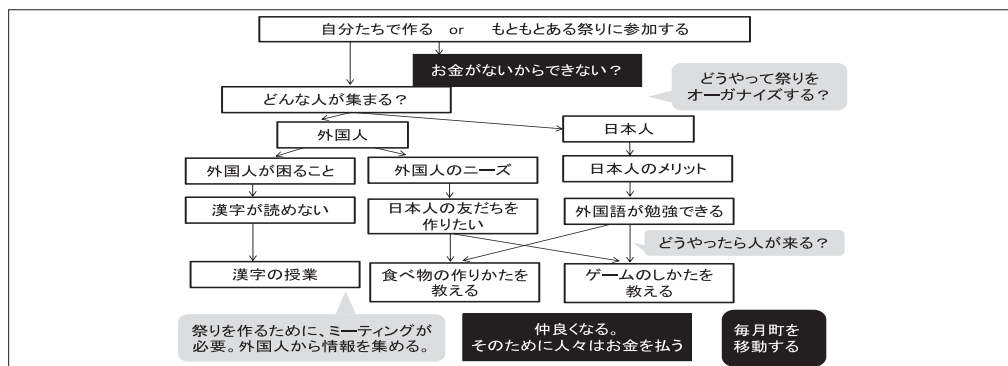 自分たちで作る or もともとある祭りに参加する
お金がないからできない？
どうやって祭りを
オーガナイズする？
どんな人が集まる？
外国人
日本人
外国人が困ること
外国人のニーズ
日本人のメリット
漢字が読めない
日本人の友だちを
作りたい
外国語が勉強できる
どうやったら人が来る？
漢字の授業
食べ物の作りかたを
教える
ゲームのしかたを
教える
祭りを作るために、ミーティングが
必要。外国人から情報を集める。
仲良くなる。
そのために人々はお金を払う
毎月町を
移動する